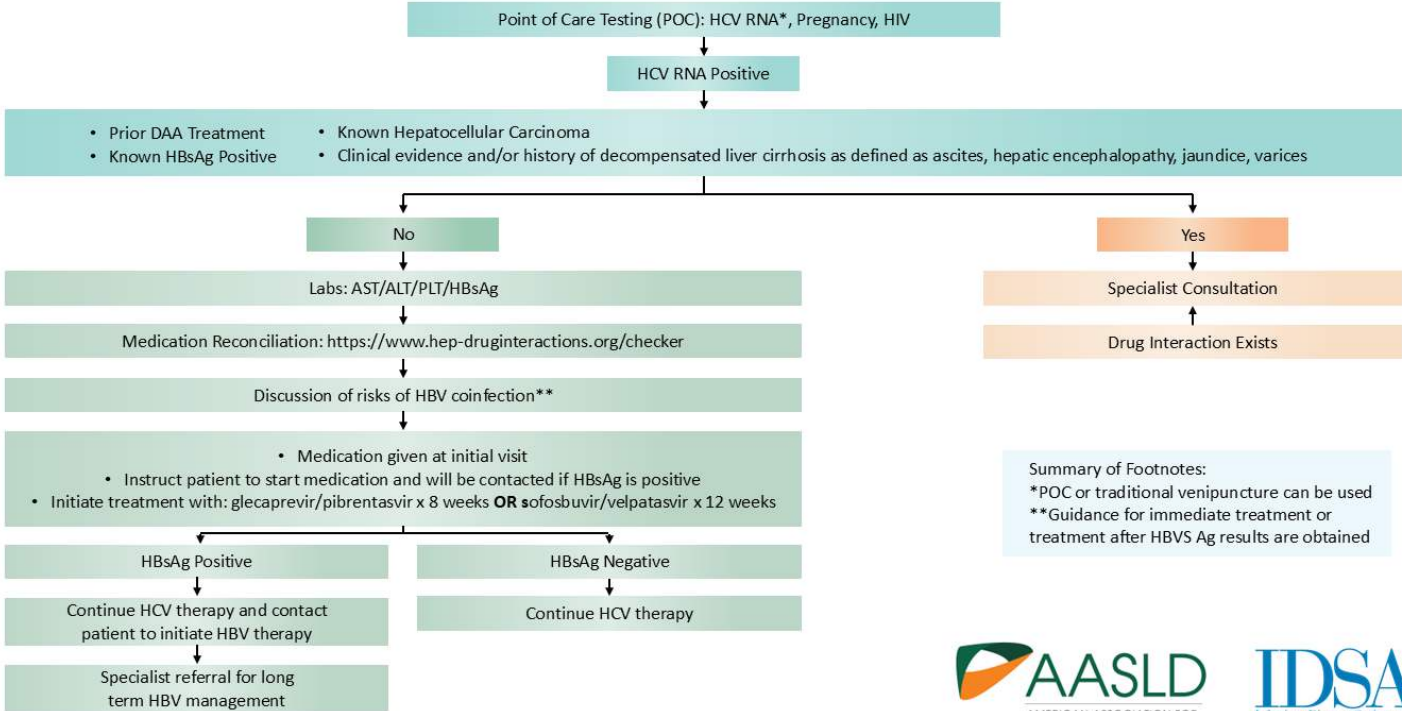 Point of Care Testing (POC): HCV RNA*, Pregnancy, HIV
HCV RNA Positive
• Prior DAA Treatment
• Known HBsAg Positive
• Known Hepatocellular Carcinoma
• Clinical evidence and/or history of decompensated liver cirrhosis as defined as ascites, hepatic encephalopathy, jaundice, varices
No
Yes
Labs: AST/ALT/PLT/HBsAg
Medication Reconciliation: https://www.hep-druginteractions.org/checker
Discussion of risks of HBV coinfection**
• Medication given at initial visit
• Instruct patient to start medication and will be contacted if HBsAg is positive
• Initiate treatment with: glecaprevir/pibrentasvir x 8 weeks OR sofosbuvir/velpatasvir x 12 weeks
HBsAg Positive
HBsAg Negative
Continue HCV therapy and contact
patient to initiate HBV therapy
Continue HCV therapy
Specialist referral for long
term HBV management
Specialist Consultation
Drug Interaction Exists
Summary of Footnotes:
*POC or traditional venipuncture can be used
**Guidance for immediate treatment or
treatment after HBVS Ag results are obtained
AASLD
IDSA